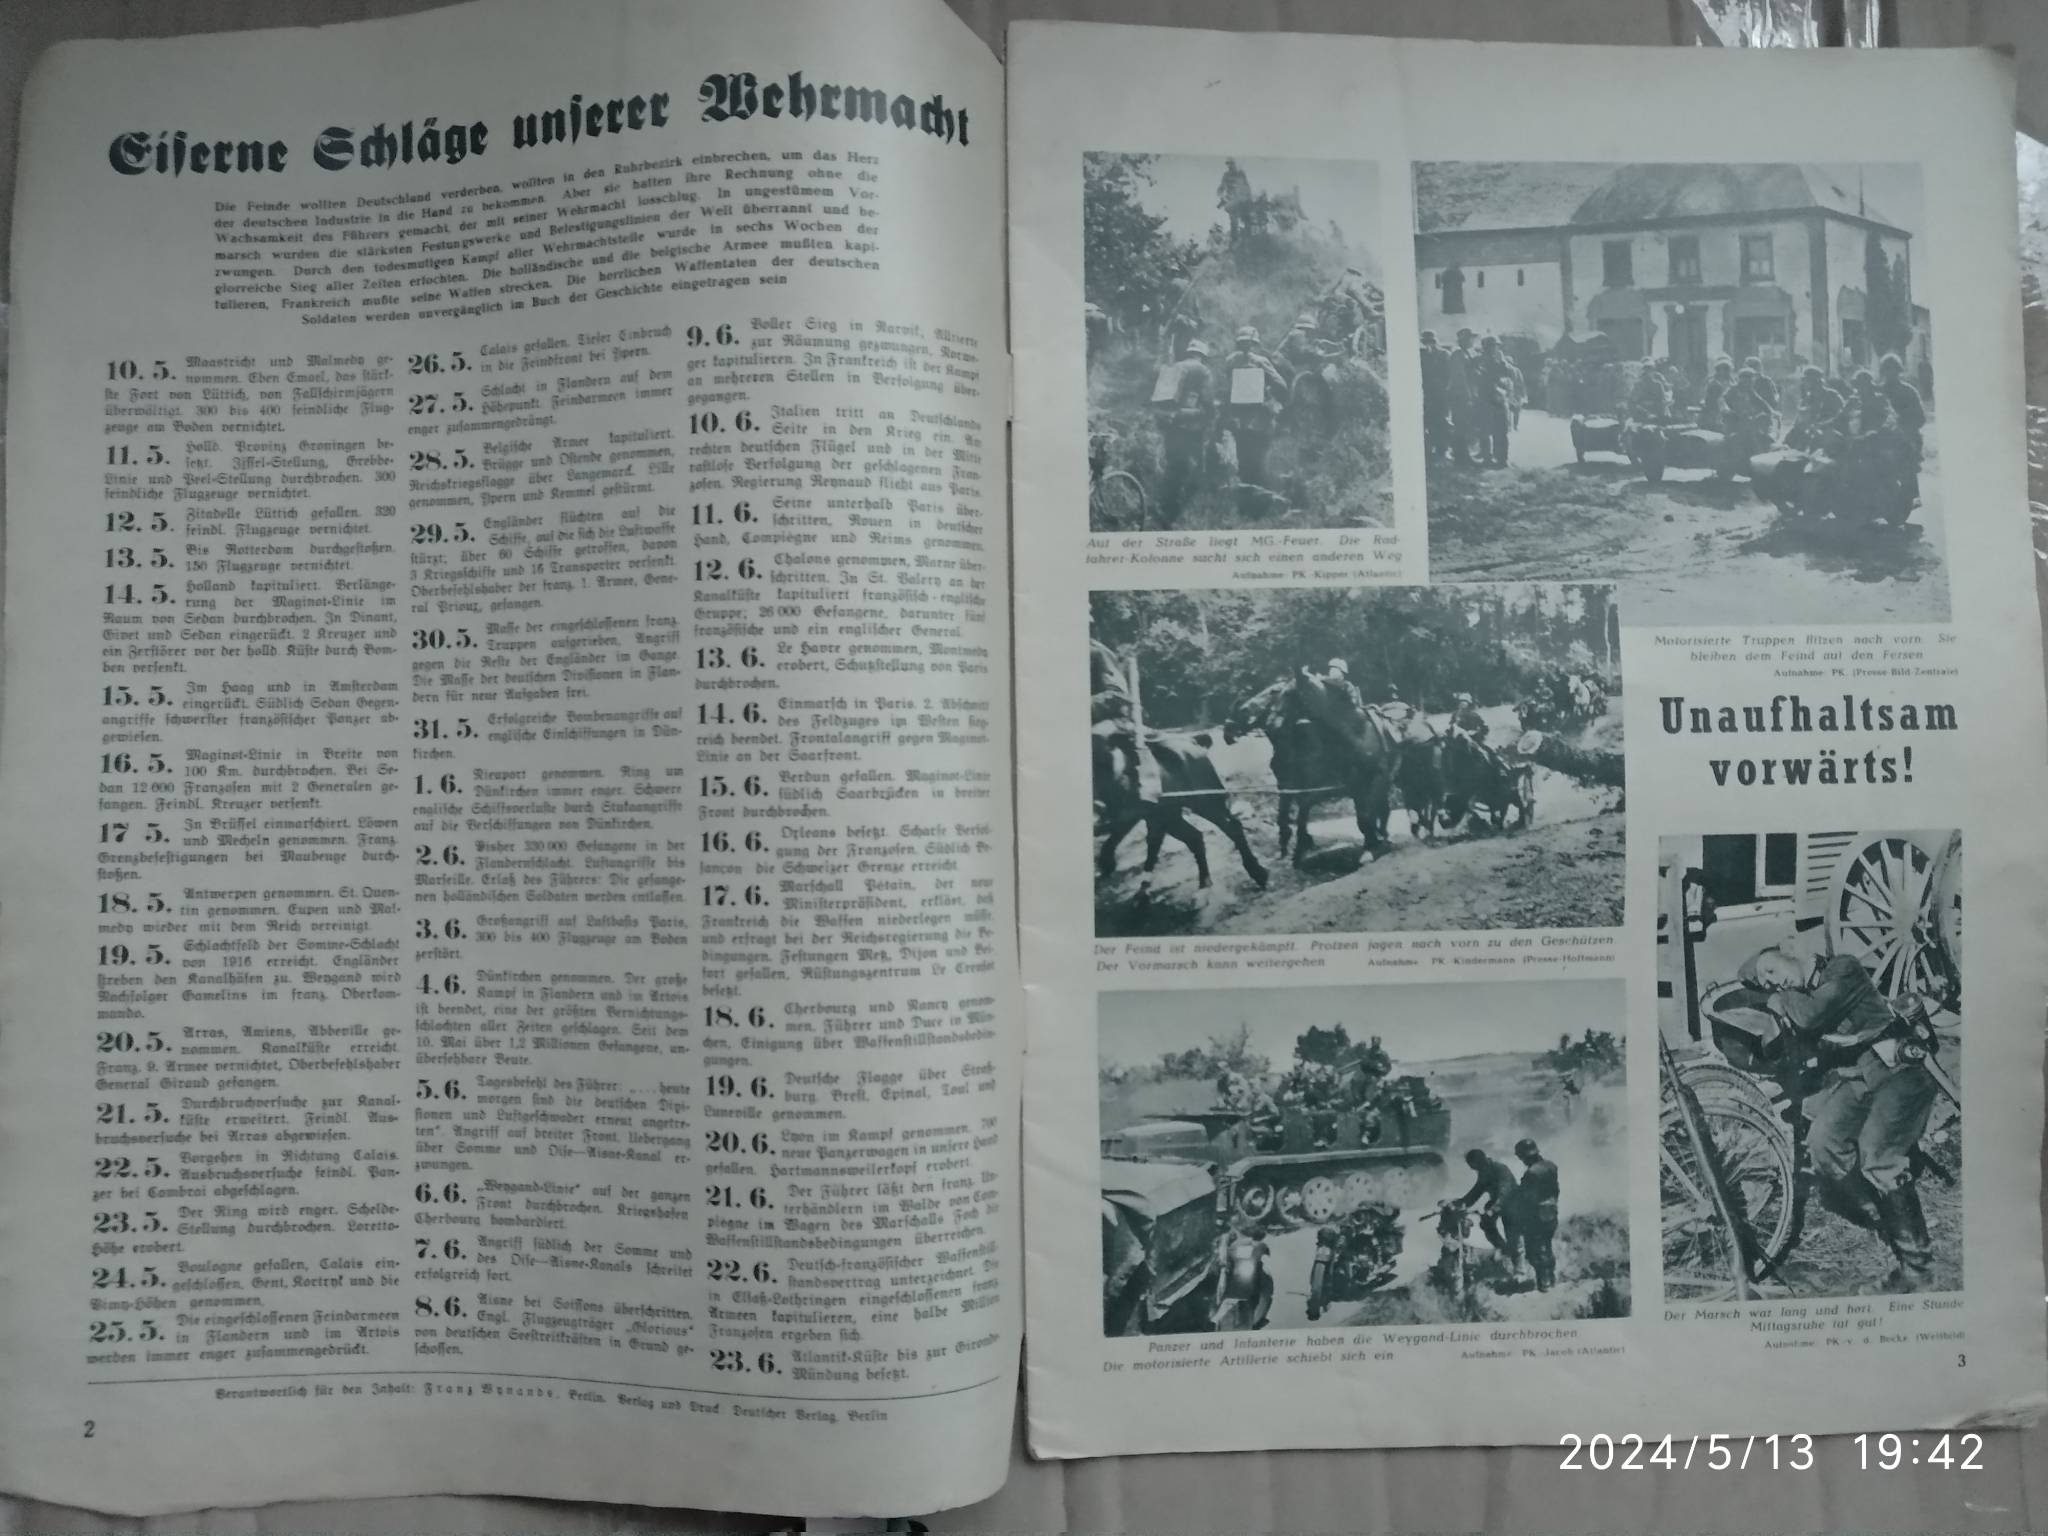 Eiserne Schläge unserer Wehrmacht
Die Feinde wollten Deutschland verderben, wollten in den Ruhrbezirk einbrechen, um das Herz
der deutschen Industrie in die Hand zu bekommen. Aber sie hatten ihre Rechnung ohne die
Wachsamkeit des Führers gemacht, der mit seiner Wehrmacht losschlug. In ungestümem Vor-
marsch wurden die stärksten Festungswerke und Befestigungslinien der Welt überrannt und be-
zwungen. Durch den todesmutigen Kampf aller Wehrmachtsteile wurde in sechs Wochen der
glorreiche Sieg aller Zeiten erfochten. Die holländische und die belgische Armee mußten kapi-
tulieren, Frankreich mußte seine Waffen strecken. Die herrlichen Waffentaten der deutschen
Soldaten werden unvergänglich im Buch der Geschichte eingetragen sein
10. 5. Maastricht und Malmedy ge-
nommen. Eben Emael, das stärk-
ste Fort von Lüttich, von Fallschirmjägern
überwältigt. 300 bis 400 feindliche Flug-
zeuge am Boden vernichtet.
11. 5. Holld. Provinz Groningen be-
setzt. Issel-Stellung, Grebbe-
Linie und Peel-Stellung durchbrochen. 300
feindliche Flugzeuge vernichtet.
12. 5. Zitadelle Lüttich gefallen. 320
feindl. Flugzeuge vernichtet.
13. 5. Bis Rotterdam durchgestoßen.
150 Flugzeuge vernichtet.
14. 5. Holland kapituliert. Verlänge-
rung der Maginot-Linie im
Raum von Sedan durchbrochen. In Dinant,
Givet und Sedan eingerückt. 2 Kreuzer und
ein Zerstörer vor der holld. Küste durch Bom-
ben versenkt.
15. 5. Im Haag und in Amsterdam
eingerückt. Südlich Sedan Gegen-
angriffe schwerster französischer Panzer ab-
gewiesen.
16. 5. Maginot-Linie in Breite von
100 Km. durchbrochen. Bei Se-
dan 12 000 Franzosen mit 2 Generalen ge-
fangen. Feindl. Kreuzer versenkt.
17 5. In Brüssel einmarschiert. Löwen
und Mecheln genommen. Franz.
Grenzbefestigungen bei Maubeuge durch-
stoßen.
18. 5. Antwerpen genommen. St. Quen-
tin genommen. Eupen und Mal-
medy wieder mit dem Reich vereinigt.
19. 5. Schlachtfeld der Somme-Schlacht
von 1916 erreicht. Engländer
streben den Kanalhäfen zu. Weygand wird
Nachfolger Gamelins im franz. Oberkom-
mando.
20. 5. Arras, Amiens, Abbeville ge-
nommen. Kanalküste erreicht.
Franz. 9. Armee vernichtet, Oberbefehlshaber
General Giraud gefangen.
21. 5. Durchbruchversuche zur Kanal-
küste erweitert. Feindl. Aus-
bruchsversuche bei Arras abgewiesen.
22. 5. Vorgehen in Richtung Calais.
Ausbruchsversuche feindl. Pan-
zer bei Cambrai abgeschlagen.
23. 5. Der Ring wird enger. Schelde-
Stellung durchbrochen. Loretto-
Höhe erobert.
24. 5. Boulogne gefallen, Calais ein-
geschlossen. Gent, Kortryk und die
Vimy-Höhen genommen.
25. 5. Die eingeschlossenen Feindarmeen
in Flandern und im Artois
werden immer enger zusammengedrückt.
26. 5. Calais gefallen. Tiefer Einbruch
in die Feindfront bei Ypern.
27. 5. Schlacht in Flandern auf dem
Höhepunkt. Feindarmeen immer
enger zusammengedrängt.
28. 5. Belgische Armee kapituliert.
Brügge und Ostende genommen,
Reichskriegsflagge über Langemarck. Lille
genommen, Ypern und Kemmel gestürmt.
29. 5. Engländer flüchten auf die
Schiffe, auf die sich die Luftwaffe
stürzt; über 60 Schiffe getroffen, davon
3 Kriegsschiffe und 16 Transporter versenkt.
Oberbefehlshaber der franz. 1. Armee, Gene-
ral Prioux, gefangen.
30. 5. Masse der eingeschlossenen franz.
Truppen aufgerieben, Angriff
gegen die Reste der Engländer im Gange.
Die Masse der deutschen Divisionen in Flan-
dern für neue Aufgaben frei.
31. 5. Erfolgreiche Bombenangriffe auf
englische Einschiffungen in Dün-
kirchen.
1. 6. Nieuport genommen. Ring um
Dünkirchen immer enger. Schwere
englische Schiffsverluste durch Stukaangriffe
auf die Verschiffungen von Dünkirchen.
2. 6. Bisher 330 000 Gefangene in der
Flandernschlacht. Luftangriffe bis
Marseille. Erlaß des Führers: Die gefange-
nen holländischen Soldaten werden entlassen.
3. 6. Großangriff auf Luftbasis Paris,
300 bis 400 Flugzeuge am Boden
zerstört.
4. 6. Dünkirchen genommen. Der große
Kampf in Flandern und im Artois
ist beendet, eine der größten Vernichtungs-
schlachten aller Zeiten geschlagen. Seit dem
10. Mai über 1,2 Millionen Gefangene, un-
übersehbare Beute.
5. 6. Tagesbefehl des Führer: „... heute
morgen sind die deutschen Divi-
sionen und Luftgeschwader erneut angetre-
ten“. Angriff auf breiter Front. Uebergang
über Somme und Oise—Aisne-Kanal er-
zwungen.
6. 6. „Weygand-Linie“ auf der ganzen
Front durchbrochen. Kriegshafen
Cherbourg bombardiert.
7. 6. Angriff südlich der Somme und
des Oise—Aisne-Kanals schreitet
erfolgreich fort.
8. 6. Aisne bei Soissons überschritten.
Engl. Flugzeugträger „Glorious“
von deutschen Seestreitkräften in Grund ge-
schossen.
9. 6. Voller Sieg in Narvik, Alliierte
zur Räumung gezwungen, Norwe-
ger kapitulieren. In Frankreich ist der Kampf
an mehreren Stellen in Verfolgung über-
gegangen.
10. 6. Italien tritt an Deutschlands
Seite in den Krieg ein. Am
rechten deutschen Flügel und in der Mitte
rastlose Verfolgung der geschlagenen Fran-
zosen. Regierung Reynaud flieht aus Paris.
11. 6. Seine unterhalb Paris über-
schritten, Rouen in deutscher
Hand, Compiègne und Reims genommen.
12. 6. Chalons genommen, Marne über-
schritten. In St. Valery an der
Kanalküste kapituliert französisch-englische
Gruppe; 26 000 Gefangene, darunter fünf
französische und ein englischer General.
13. 6. Le Havre genommen, Montmedy
erobert, Schutzstellung von Paris
durchbrochen.
14. 6. Einmarsch in Paris. 2. Abschnitt
des Feldzuges im Westen sieg-
reich beendet. Frontalangriff gegen Maginot-
Linie an der Saarfront.
15. 6. Verdun gefallen. Maginot-Linie
südlich Saarbrücken in breiter
Front durchbrochen.
16. 6. Orleans besetzt. Scharfe Verfol-
gung der Franzosen. Südlich Be-
sançon die Schweizer Grenze erreicht.
17. 6. Marschall Pétain, der neue
Ministerpräsident, erklärt, daß
Frankreich die Waffen niederlegen müsse,
und erfragt bei der Reichsregierung die Be-
dingungen. Festungen Metz, Dijon und Bel-
fort gefallen, Rüstungszentrum Le Creusot
besetzt.
18. 6. Cherbourg und Nancy genom-
men. Führer und Duce in Mün-
chen, Einigung über Waffenstillstandsbedin-
gungen.
19. 6. Deutsche Flagge über Straß-
burg. Brest, Epinal, Toul und
Luneville genommen.
20. 6. Lyon im Kampf genommen. 700
neue Panzerwagen in unsere Hand
gefallen. Hartmannsweilerkopf erobert.
21. 6. Der Führer läßt den franz. Un-
terhändlern im Walde von Com-
piègne im Wagen des Marschalls Foch die
Waffenstillstandsbedingungen überreichen.
22. 6. Deutsch-französischer Waffenstill-
standsvertrag unterzeichnet. Die
in Elsaß-Lothringen eingeschlossenen franz.
Armeen kapitulieren, eine halbe Million
Franzosen ergeben sich.
23. 6. Atlantik-Küste bis zur Gironde-
Mündung besetzt.
Verantwortlich für den Inhalt: Franz Wynands, Berlin. Verlag und Druck Deutscher Verlag, Berlin
2
Auf der Straße liegt MG.-Feuer. Die Rad-
fahrer-Kolonne sucht sich einen anderen Weg
Aufnahme PK-Kipper (Atlantic)
Motorisierte Truppen flitzen nach vorn. Sie
bleiben dem Feind auf den Fersen
Aufnahme PK. (Presse-Bild-Zentrale)
Unaufhaltsam
vorwärts!
Der Feind ist niedergekämpft. Protzen jagen nach vorn zu den Geschützen
Der Vormarsch kann weitergehen Aufnahme PK Kindermann (Presse-Hoffmann)
Panzer und Infanterie haben die Weygand-Linie durchbrochen
Die motorisierte Artillerie schiebt sich ein Aufnahme PK-Jacob (Atlantic)
Der Marsch war lang und hart. Eine Stunde
Mittagsruhe tut gut!
Aufnahme PK-v. d. Becke (Weltbild)
3
2024/5/13 19:42